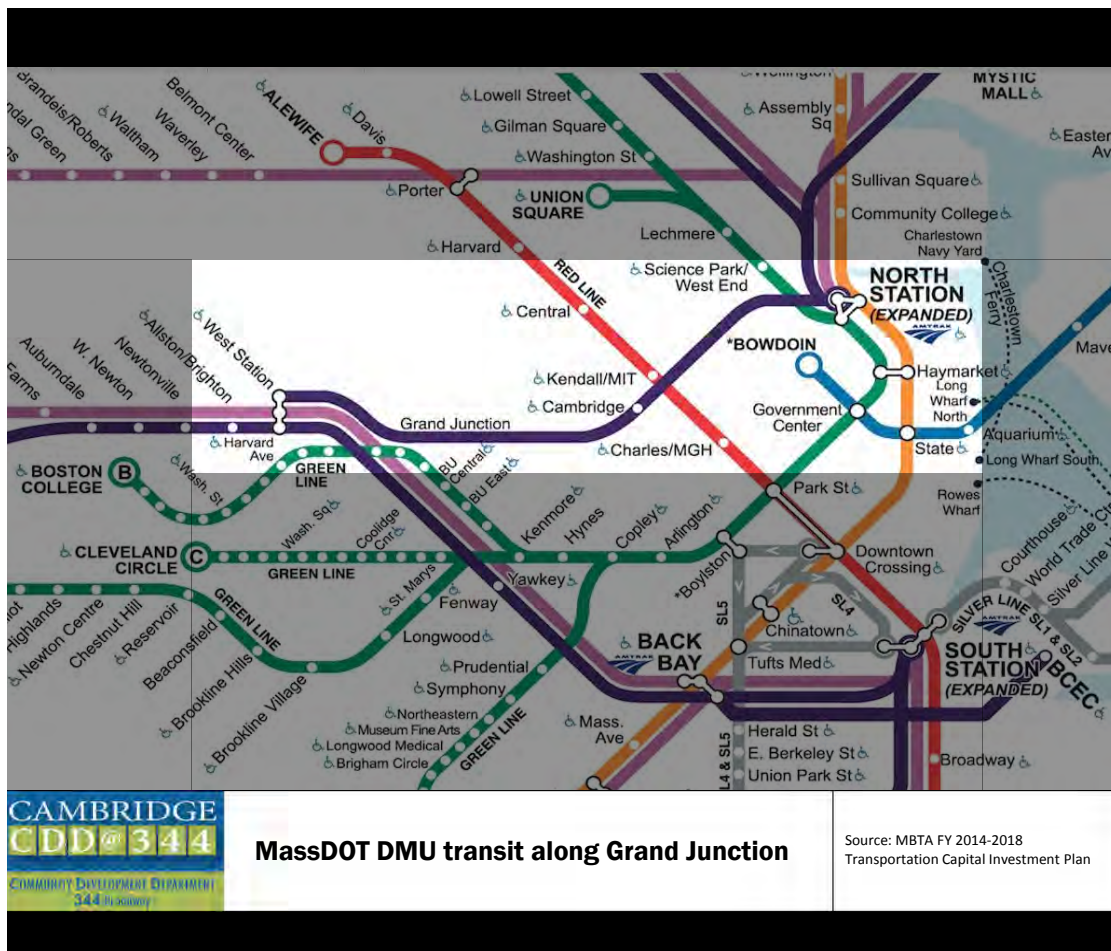 Brandeis/Roberts
Waltham
Waverley
Belmont Center
ALEWIFE
Davis
Porter
Lowell Street
Gilman Square
Washington St
UNION
SQUARE
Lechmere
Harvard
RED LINE
Wellington
Assembly
Sq
MYSTIC
MALL
Sullivan Square
Community College
Charlestown
Navy Yard
Charlestown
Ferry
Science Park/
West End
NORTH
STATION
(EXPANDED)
AMTRAK
Central
*BOWDOIN
Kendall/MIT
Cambridge
Grand Junction
Charles/MGH
Government
Center
Haymarket
Long
Wharf
North
State
Aquarium
Long Wharf South
Rowes
Wharf
Auburndale
W. Newton
Newtonville
Allston/Brighton
West Station
Harvard
Ave
BOSTON
COLLEGE
B
Wash. St
GREEN
LINE
BU
Central
BU East
Kenmore
Hynes
Copley
Arlington
Park St
CLEVELAND
CIRCLE
C
Wash. Sq
Coolidge
Cnr
GREEN LINE
St. Marys
Yawkey
Fenway
Longwood
*Boylston
Downtown
Crossing
Courthouse
SL5
SL4
Chinatown
Tufts Med
SILVER LINE SL1 & SL2
AMTRAK
SOUTH
STATION
(EXPANDED)
BCEC
Highlands
Newton Centre
Chestnut Hill
Reservoir
Beaconsfield
GREEN LINE
Brookline Hills
Brookline Village
BACK
BAY
AMTRAK
Prudential
Symphony
Northeastern
Museum Fine Arts
Longwood Medical
Brigham Circle
GREEN LINE
Mass.
Ave
Herald St
E. Berkeley St
Union Park St
Broadway
CAMBRIDGE
CDD@344
COMMUNITY DEVELOPMENT DEPARTMENT
344 Broadway
MassDOT DMU transit along Grand Junction
Source: MBTA FY 2014-2018
Transportation Capital Investment Plan